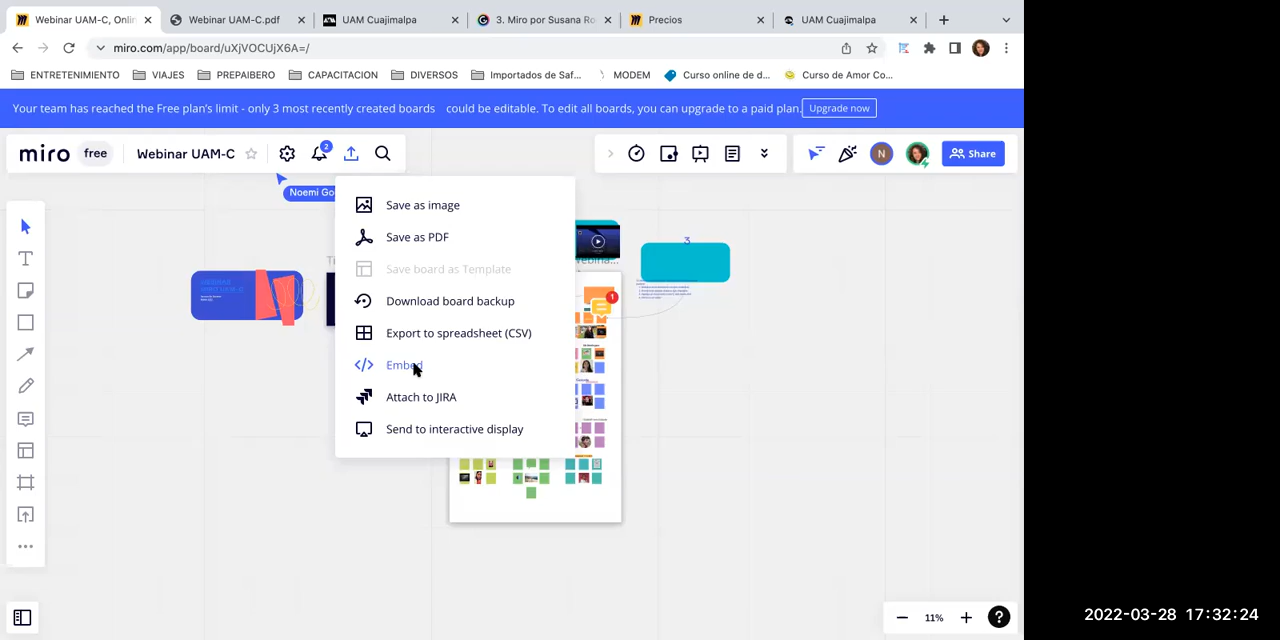 Webinar UAM-C, Onlin
Webinar UAM-C.pdf
UAM Cuajimalpa
3. Miro por Susana Ro
Precios
UAM Cuajimalpa
miro.com/app/board/uXjVOCUjX6A=/
ENTRETENIMIENTO
VIAJES
PREPAIBERO
CAPACITACION
DIVERSOS
Importados de Saf...
MODEM
Curso online de d...
Curso de Amor Co...
Your team has reached the Free plan's limit - only 3 most recently created boards could be editable. To edit all boards, you can upgrade to a paid plan.
Upgrade now
miro
free
Webinar UAM-C
2
N
Share
Noemi Go
Save as image
Save as PDF
Save board as Template
Download board backup
Export to spreadsheet (CSV)
Embed
Attach to JIRA
Send to interactive display
3
1
11%
2022-03-28 17:32:24